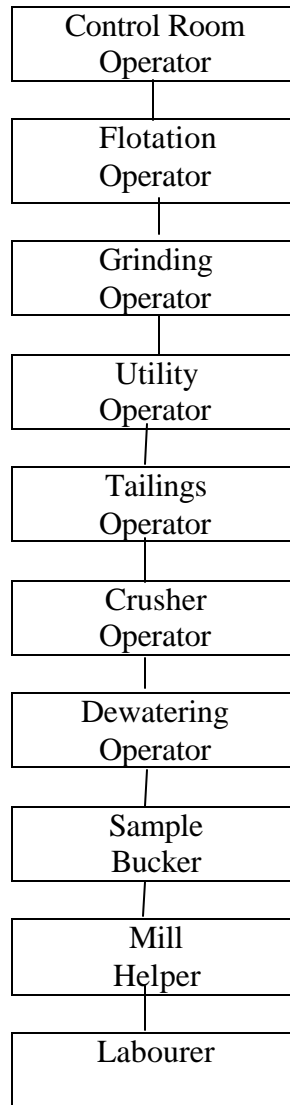 Control Room
Operator
Flotation
Operator
Grinding
Operator
Utility
Operator
Tailings
Operator
Crusher
Operator
Dewatering
Operator
Sample
Bucker
Mill
Helper
Labourer